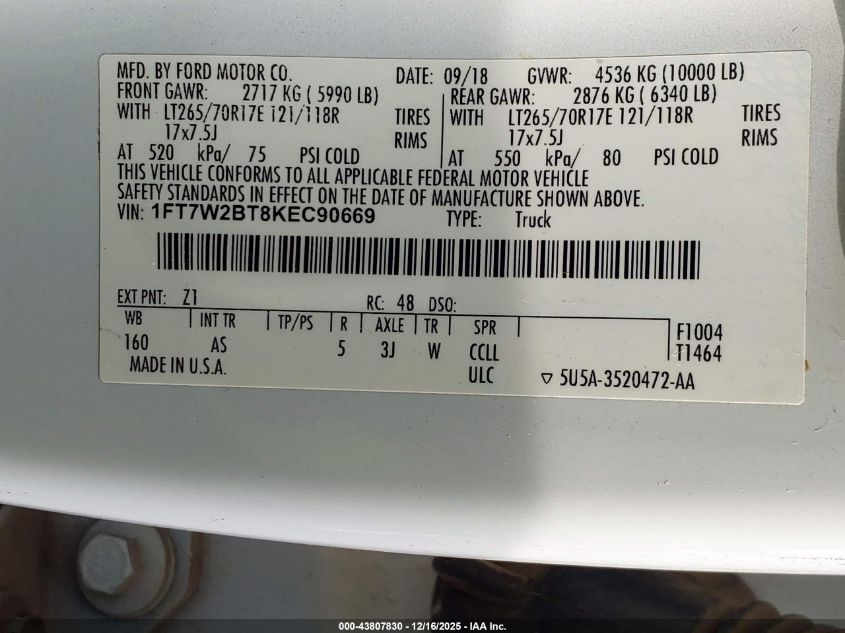 MFD. BY FORD MOTOR CO. DATE: 09/18 GVWR: 4536 KG (10000 LB)
FRONT GAWR: 2717 KG ( 5990 LB) REAR GAWR: 2876 KG ( 6340 LB)
WITH LT265/70R17E 121/118R TIRES WITH LT265/70R17E 121/118R TIRES
17x7.5J RIMS 17x7.5J RIMS
AT 520 kPa/ 75 PSI COLD AT 550 kPa/ 80 PSI COLD
THIS VEHICLE CONFORMS TO ALL APPLICABLE FEDERAL MOTOR VEHICLE
SAFETY STANDARDS IN EFFECT ON THE DATE OF MANUFACTURE SHOWN ABOVE.
VIN: 1FT7W2BT8KEC90669 TYPE: Truck
EXT PNT: Z1 RC: 48 DSO:
WB INT TR TP/PS R AXLE TR SPR F1004
160 AS 5 3J W CCLL T1464
MADE IN U.S.A. ULC ▽ 5U5A-3520472-AA
000-43807830 - 12/16/2025 - IAA Inc.